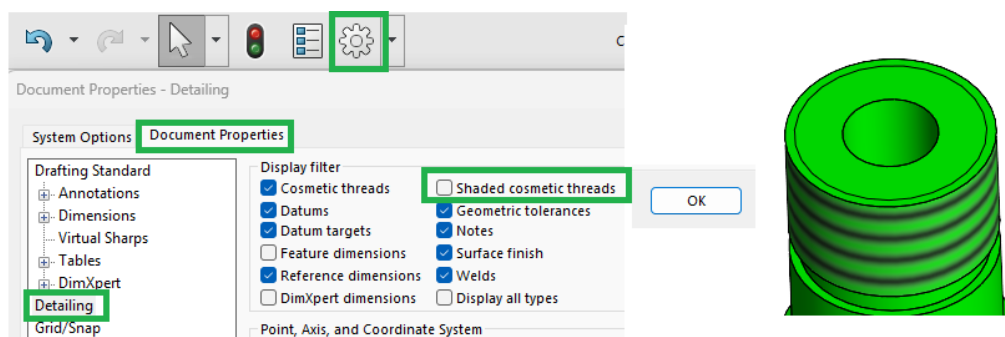 C
Document Properties - Detailing
System Options Document Properties
Drafting Standard
Annotations
Dimensions
Virtual Sharps
Tables
DimXpert
Detailing
Grid/Snap
Display filter
Cosmetic threads Shaded cosmetic threads
Datums Geometric tolerances
Datum targets Notes
Feature dimensions Surface finish
Reference dimensions Welds
DimXpert dimensions Display all types
Point, Axis, and Coordinate System
OK